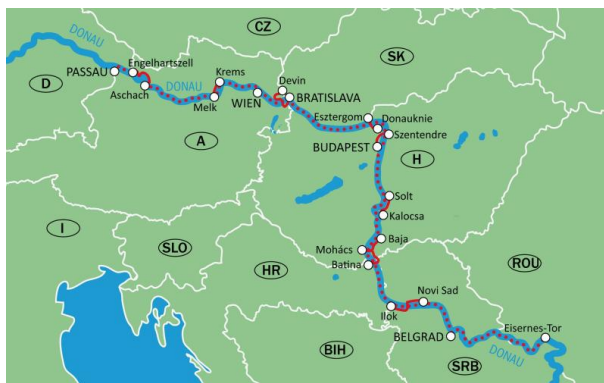 CZ
DONAU
SK
D
PASSAU
Engelhartszell
Aschach
DONAU
Krems
Melk
WIEN
Devin
BRATISLAVA
A
Esztergom
Donauknie
Szentendre
BUDAPEST
H
Solt
Kalocsa
I
SLO
HR
Mohács
Baja
Batina
ROU
Ilok
Novi Sad
BELGRAD
Eisernes-Tor
DONAU
BIH
SRB